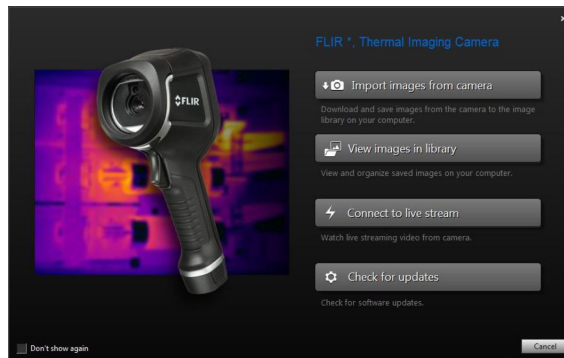 FLIR *, Thermal Imaging Camera
FLIR
Import images from camera
Download and save images from the camera to the image
library on your computer.
View images in library
View and organize saved images on your computer.
Connect to live stream
Watch live streaming video from camera.
Check for updates
Check for software updates.
Don't show again
Cancel